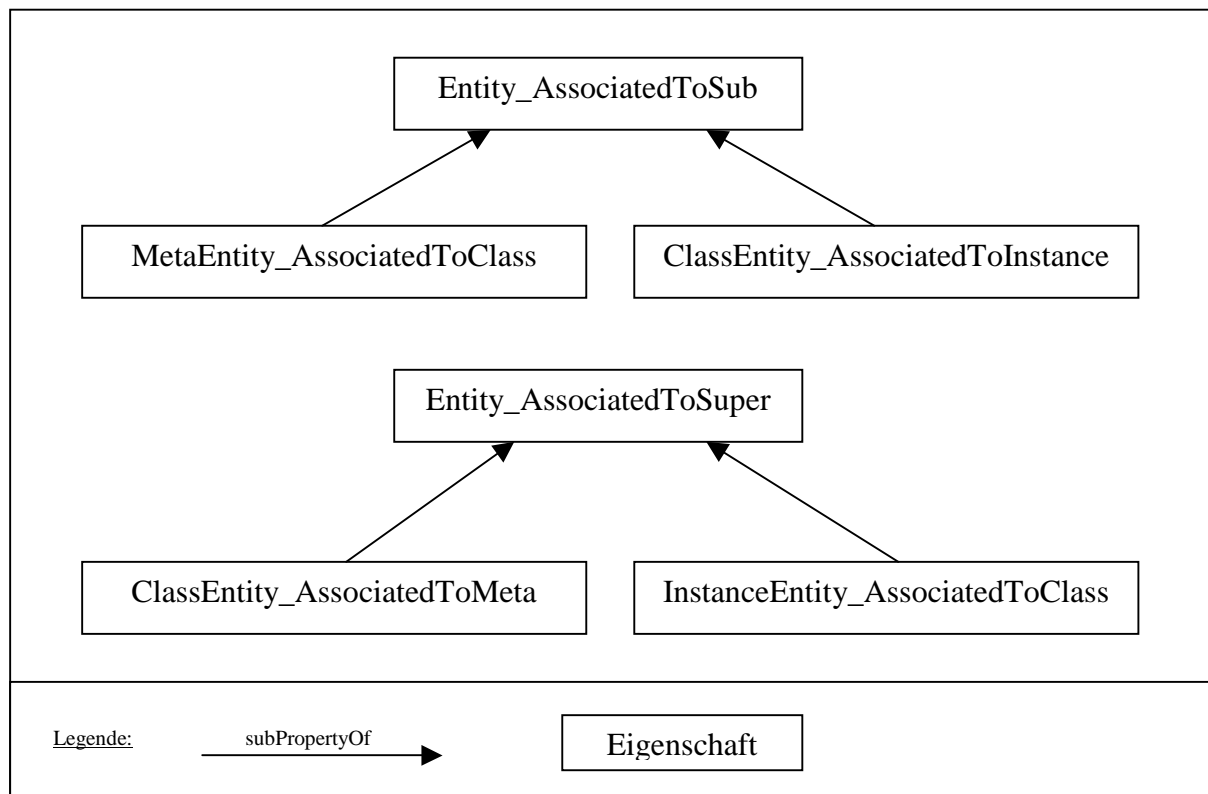 Entity_AssociatedToSub
MetaEntity_AssociatedToClass
ClassEntity_AssociatedToInstance
Entity_AssociatedToSuper
ClassEntity_AssociatedToMeta
InstanceEntity_AssociatedToClass
Legende:
subPropertyOf
Eigenschaft